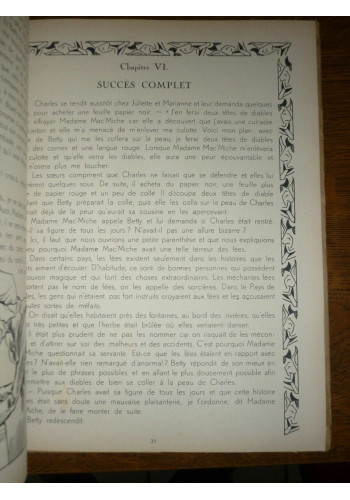 Chapitre VI.
SUCCÈS COMPLET
Charles se rendit aussitôt chez Juliette et Marianne et leur demanda quelques
pour acheter une feuille papier noir. — « J'en ferai deux têtes de diables
effrayer Madame Mac'Miche car elle a découvert que j'avais une cuirasse
carton et elle m'a menacé de m'enlever ma culotte. Voici mon plan : avec
de Betty qui me les collera sur la peau, je ferai deux têtes de diables
des cornes et une langue rouge. Lorsque Madame Mac'Miche m'enlèvera
culotte et qu'elle verra les diables, elle aura une peur épouvantable et
m'osera plus me toucher.
Les sœurs comprirent que Charles ne faisait que se défendre et elles lui
quelques sous. De suite, il acheta du papier noir, une feuille plus
de papier rouge et un peu de colle. Il découpa deux têtes de diable
tant que Betty préparait la colle, puis elle les colla sur la peau de Charles
déjà de la peur qu'aurait sa cousine en les apercevant.
Madame Mac'Miche appela Betty et lui demanda si Charles était rentré.
sa figure de tous les jours ? N'avait-il pas une allure bizarre ?
Ici, il faut que nous ouvrions une petite parenthèse et que nous expliquions
pourquoi Madame Mac'Miche avait une telle terreur des fées.
Dans certains pays, les fées existent seulement dans les histoires que les
aiment d'écouter. D'habitude, ce sont de bonnes personnes qui possèdent
pouvoir magique et qui font des choses extraordinaires. Les méchantes fées
portent pas le nom de fées, on les appelle des sorcières. Dans le Pays de
les gens qui n'étaient pas fort instruits croyaient aux fées et les accusaient
sortes de méfaits.
On disait qu'elles habitaient près des fontaines, au bord des rivières, qu'elles
très petites et que l'herbe était brûlée où elles venaient danser.
Il était plus prudent de ne pas les nommer car on risquait de les mécon-
et d'attirer sur soi des malheurs et des accidents. C'est pourquoi Madame
Miche questionnait sa servante. Est-ce que les fées étaient en rapport avec
? N'avait-elle rien remarqué d'anormal ? Betty répondit de son mieux en
le plus de phrases possibles et en allant le plus doucement possible afin
permettre aux diables de bien se coller à la peau de Charles.
— Puisque Charles avait sa figure de tous les jours et que cette histoire
fées était sans doute une mauvaise plaisanterie, je t'ordonne, dit Madame
Miche, de le faire monter de suite.
Betty redescendit.
31